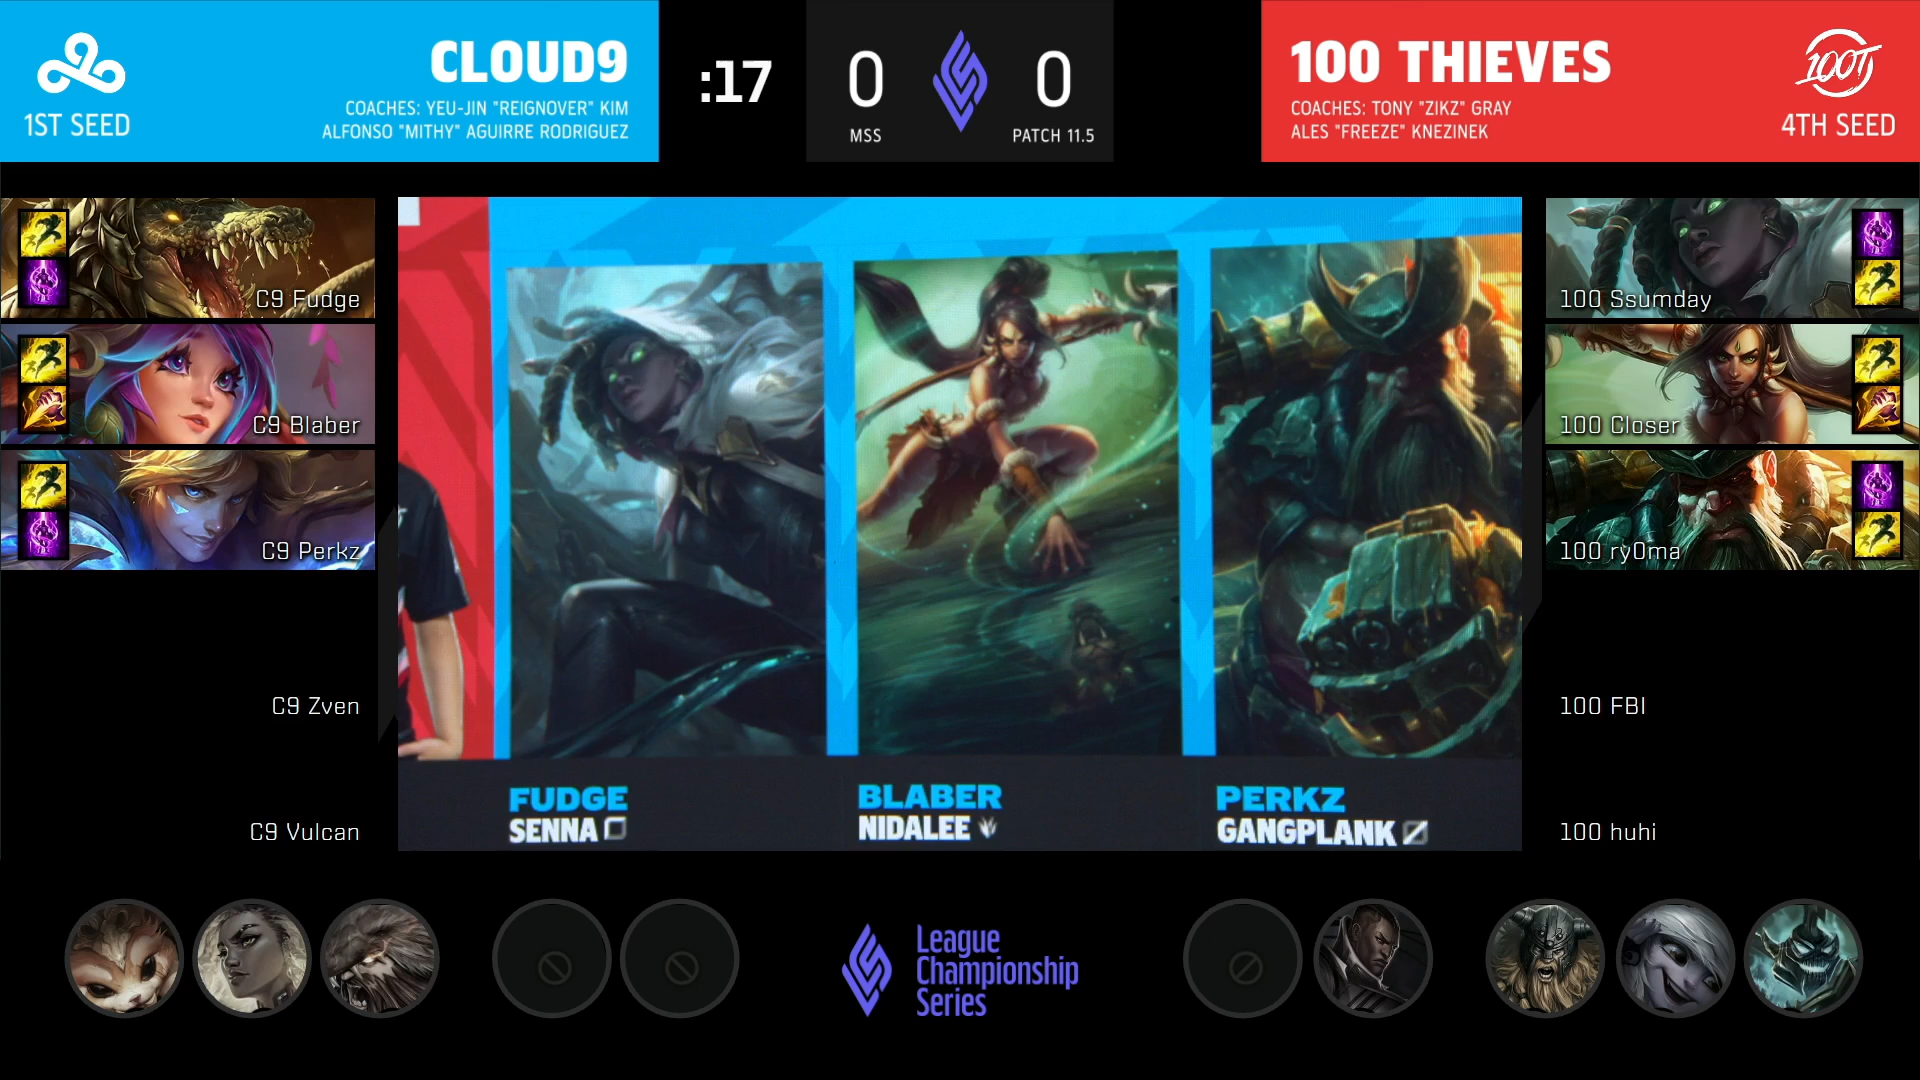 CLOUD9
COACHES: YEU-JIN "REIGNOVER" KIM
ALFONSO "MITHY" AGUIRRE RODRIGUEZ
1ST SEED
:17
0
0
MSS
PATCH 11.5
100 THIEVES
COACHES: TONY "ZIKZ" GRAY
ALES "FREEZE" KNEZINEK
100T
4TH SEED
C9 Fudge
C9 Blaber
C9 Perkz
C9 Zven
C9 Vulcan
FUDGE
SENNA
BLABER
NIDALEE
PERKZ
GANGPLANK
100 Ssumday
100 Closer
100 ry0ma
100 FBI
100 huhi
League
Championship
Series